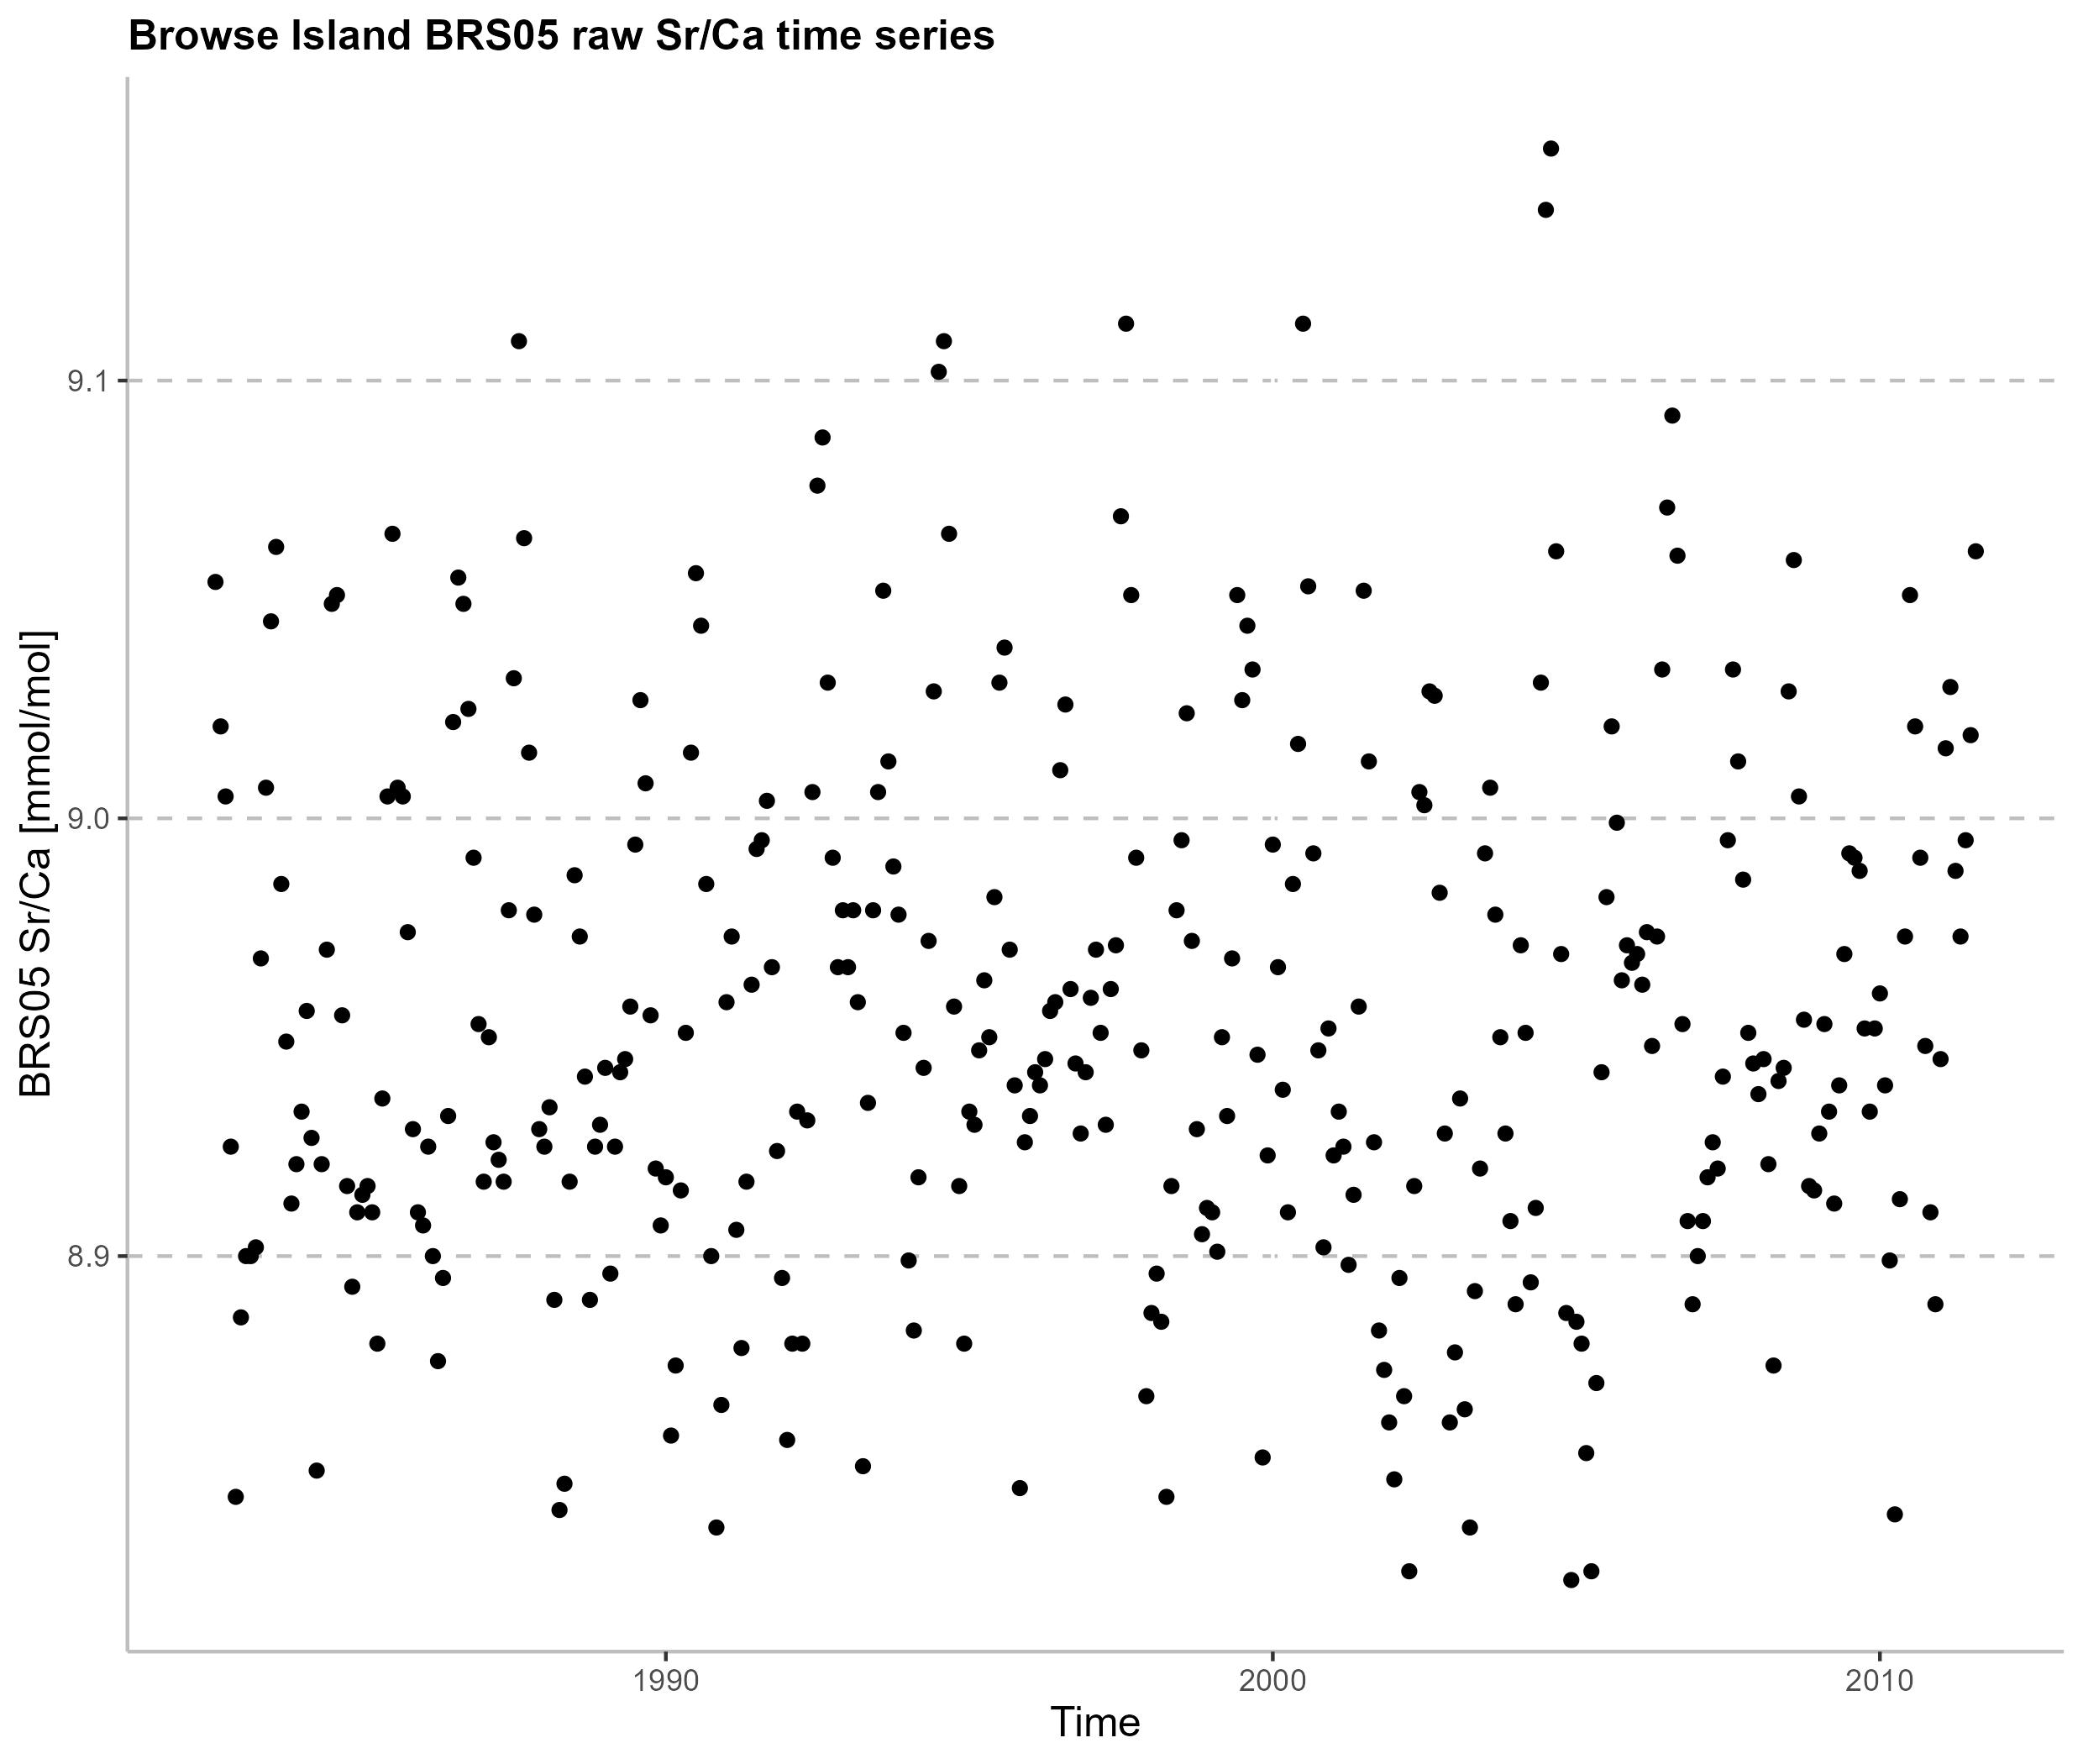 Browse Island BRS05 raw Sr/Ca time series
BRS05 Sr/Ca [mmol/mol]
9.1
9.0
8.9
1990
2000
2010
Time